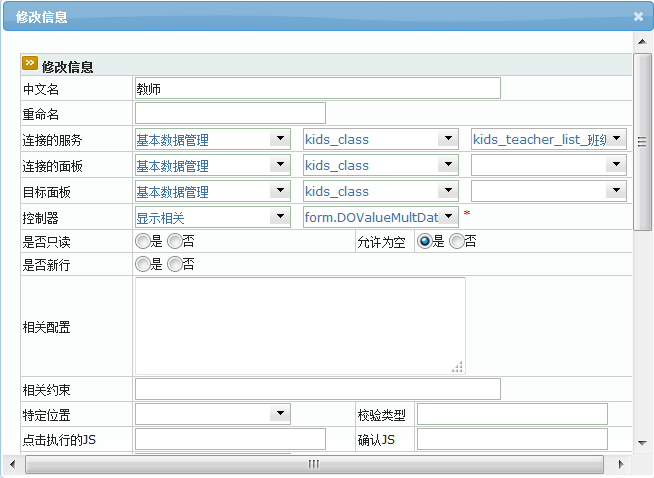 修改信息
修改信息
中文名 教师
重命名
连接的服务 基本数据管理 kids_class kids_teacher_list_班级
连接的面板 基本数据管理 kids_class
目标面板 基本数据管理 kids_class
控制器 显示相关 form.DOValueMultDat *
是否只读 是 否 允许为空 是 否
是否新行 是 否
相关配置
相关约束
特定位置 校验类型
点击执行的JS 确认JS